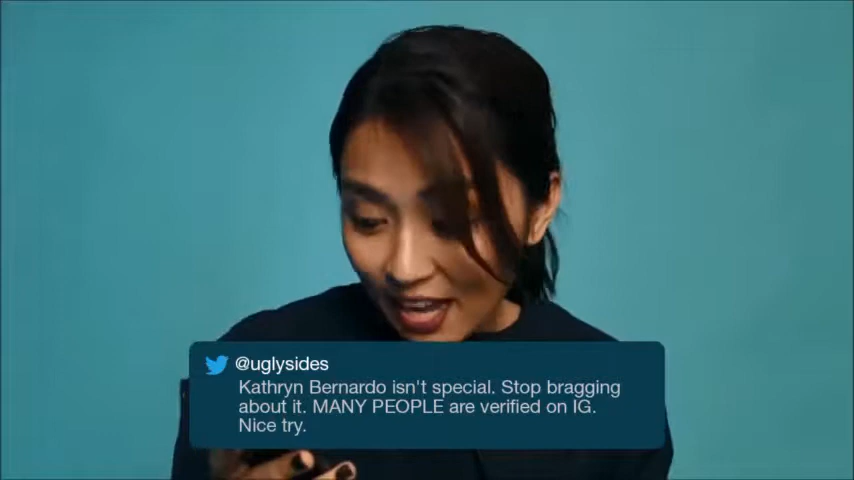 @uglysides
Kathryn Bernardo isn't special. Stop bragging
about it. MANY PEOPLE are verified on IG.
Nice try.